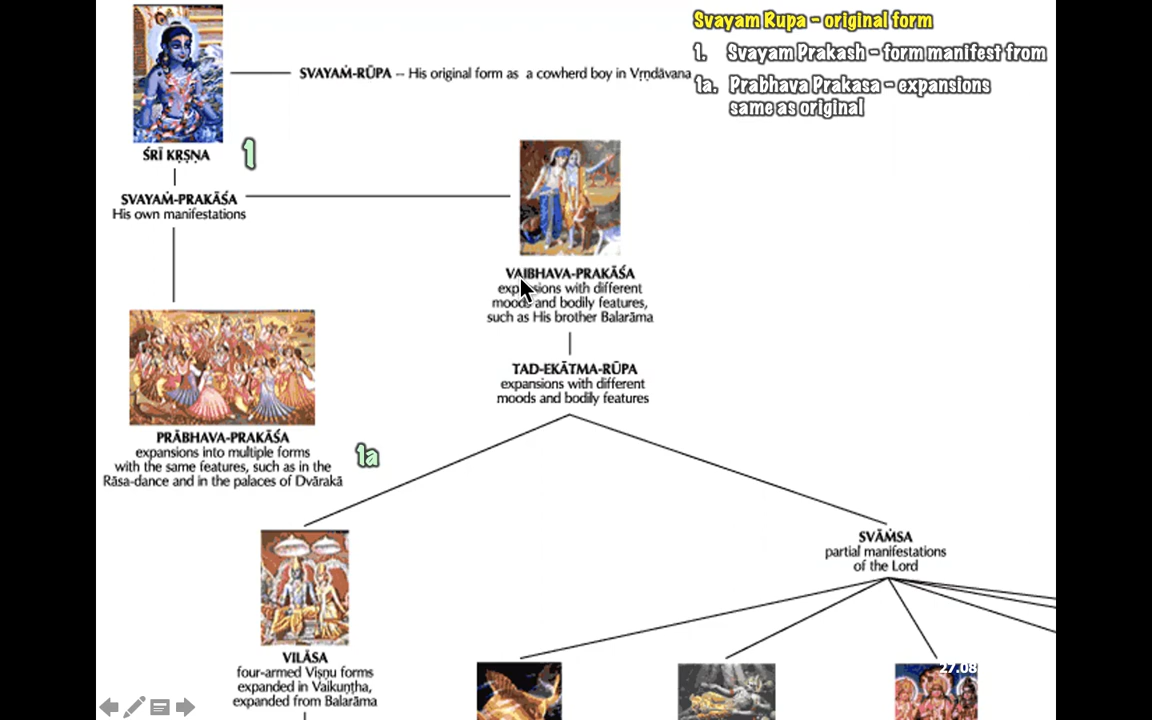 Svayam Rupa - original form
1. Svayam Prakash - form manifest from
1a. Prabhava Prakasa - expansions
same as original
SVAYAṀ-RŪPA -- His original form as a cowherd boy in Vṛṇdāvana
ŚRĪ KṚṢṆA
1
SVAYAṀ-PRAKĀŚA
His own manifestations
VAIBHAVA-PRAKĀŚA
expansions with different
moods and bodily features,
such as His brother Balarāma
TAD-EKĀTMA-RŪPA
expansions with different
moods and bodily features
PRĀBHAVA-PRAKĀŚA
expansions into multiple forms
with the same features, such as in the
Rāsa-dance and in the palaces of Dvārakā
1a
SVĀṀSA
partial manifestations
of the Lord
VILĀSA
four-armed Viṣṇu forms
expanded in Vaikuṇṭha,
expanded from Balarāma
27.08